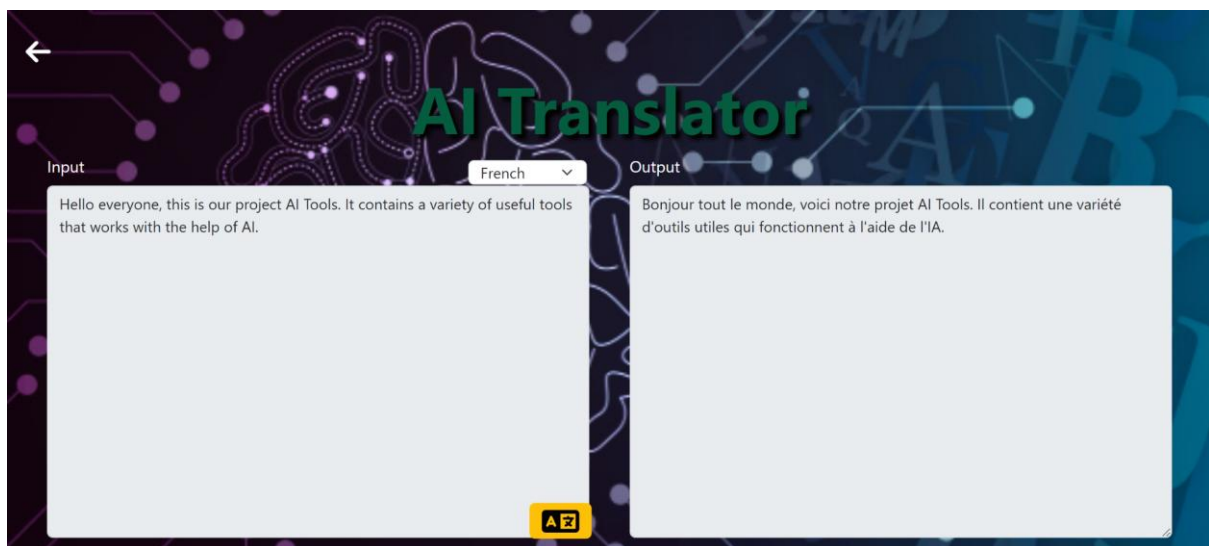 AI Translator
Input
French
Output
Hello everyone, this is our project AI Tools. It contains a variety of useful tools
that works with the help of AI.
Bonjour tout le monde, voici notre projet AI Tools. Il contient une variété
d'outils utiles qui fonctionnent à l'aide de l'IA.